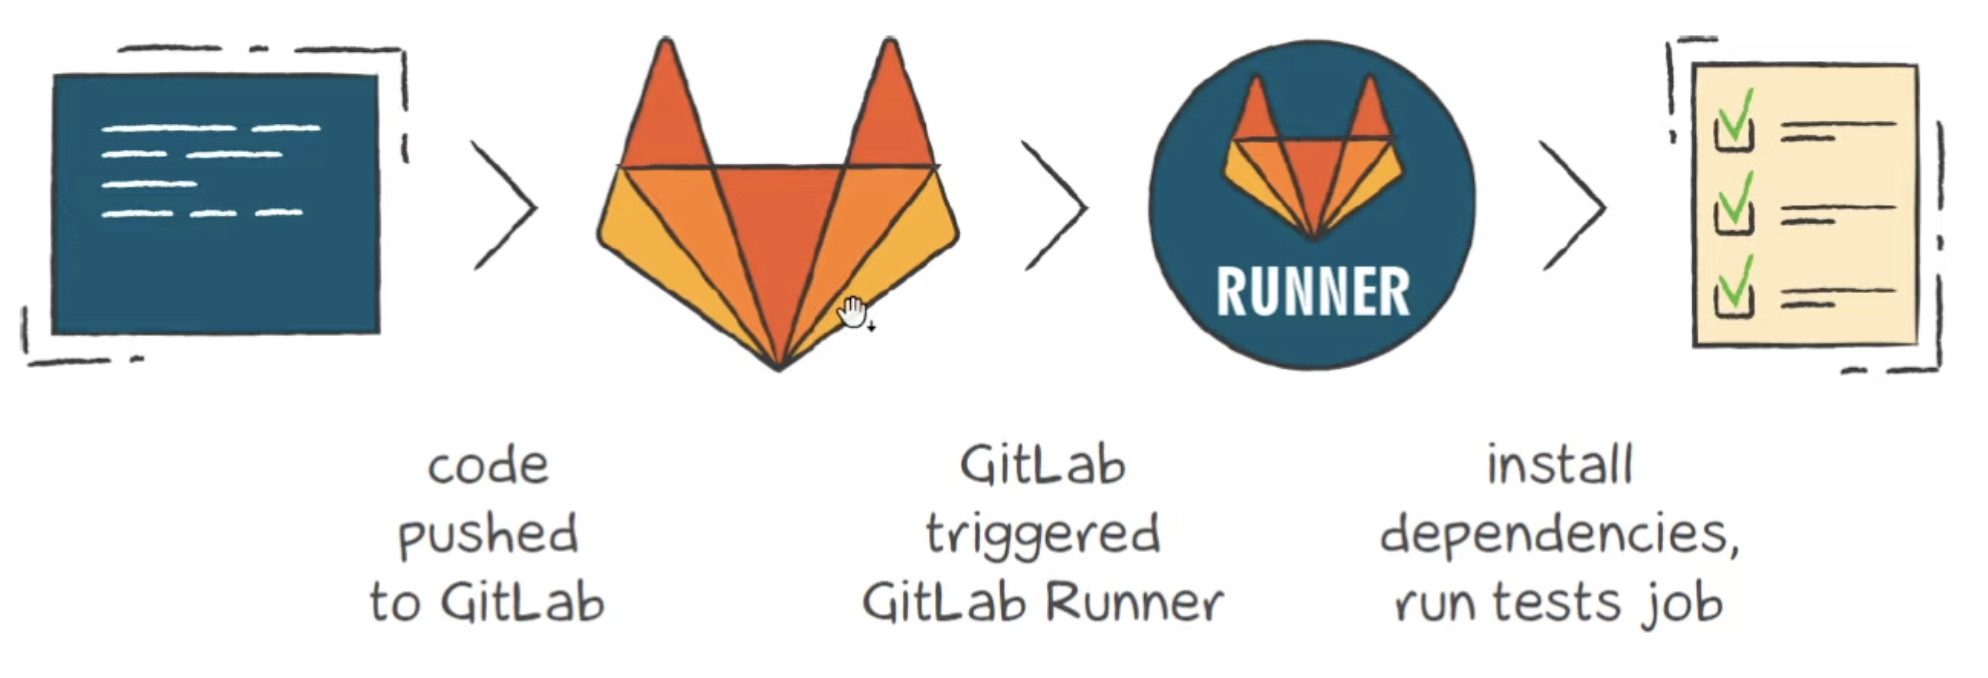 RUNNER
code
pushed
to GitLab
GitLab
triggered
GitLab Runner
install
dependencies,
run tests job